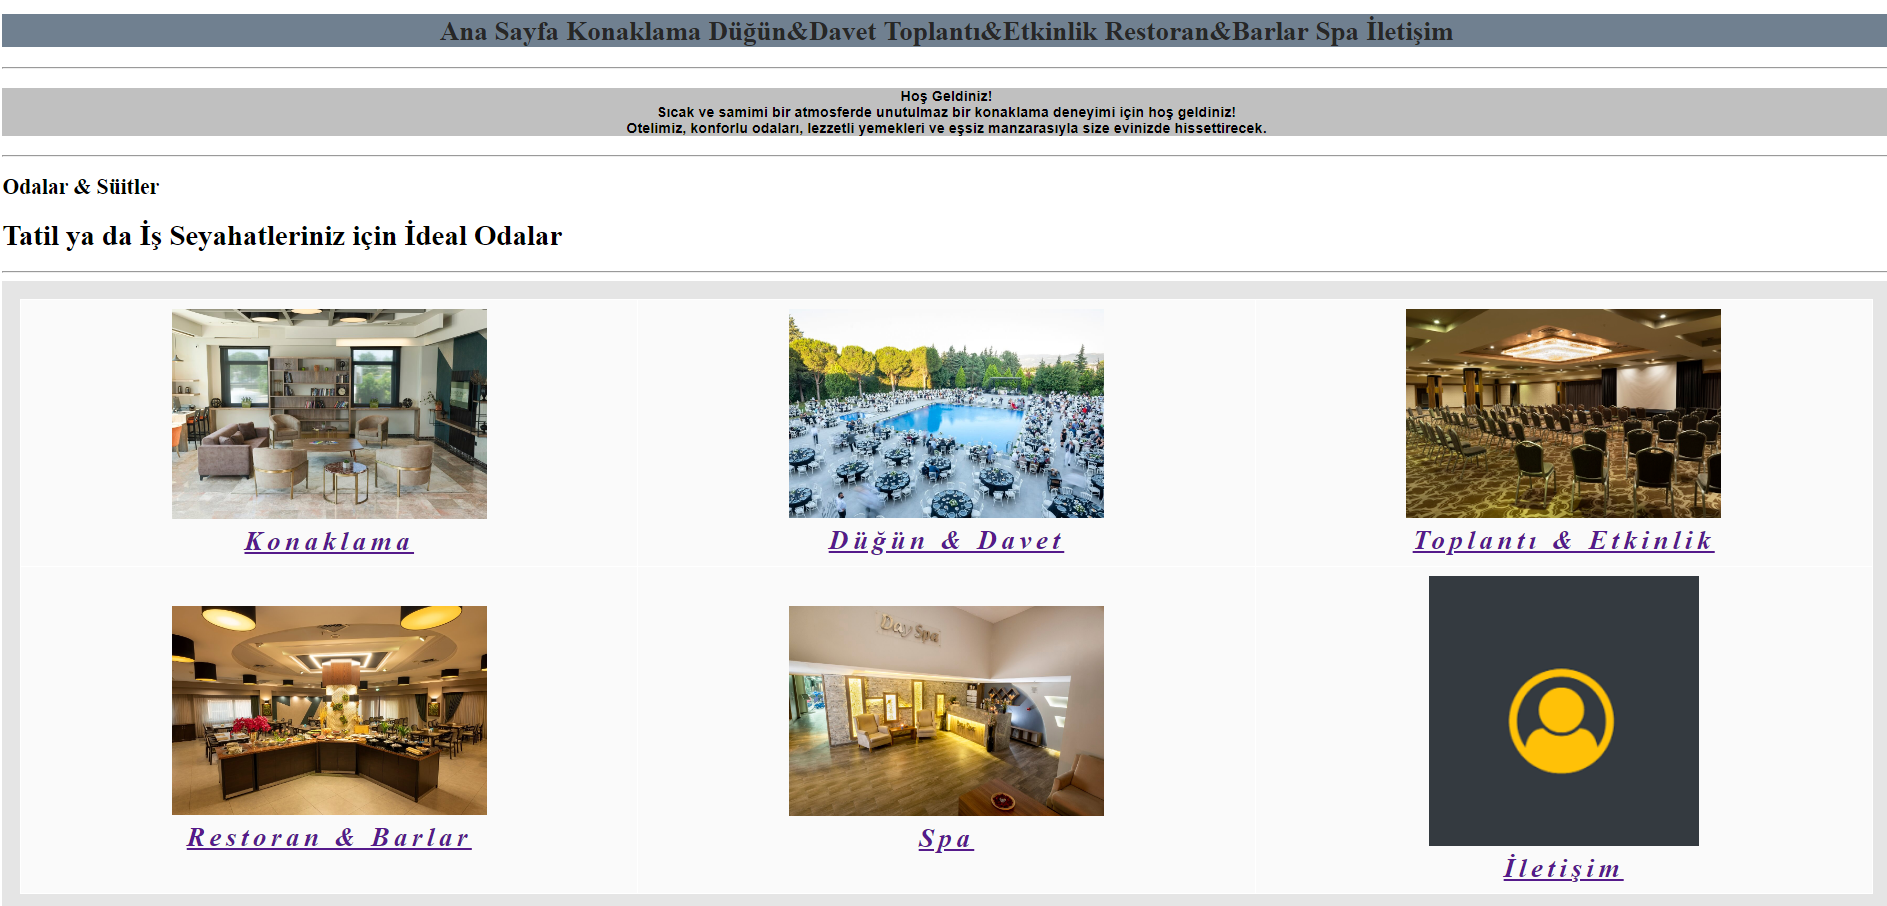 Ana Sayfa Konaklama Düğün&Davet Toplantı&Etkinlik Restoran&Barlar Spa İletişim
Hoş Geldiniz!
Sıcak ve samimi bir atmosferde unutulmaz bir konaklama deneyimi için hoş geldiniz!
Otelimiz, konforlu odaları, lezzetli yemekleri ve eşsiz manzarasıyla size evinizde hissettirecek.
Odalar & Süitler
Tatil ya da İş Seyahatleriniz için İdeal Odalar
Konaklama
Düğün & Davet
Toplantı & Etkinlik
Day Spa
Restoran & Barlar
Spa
İletişim